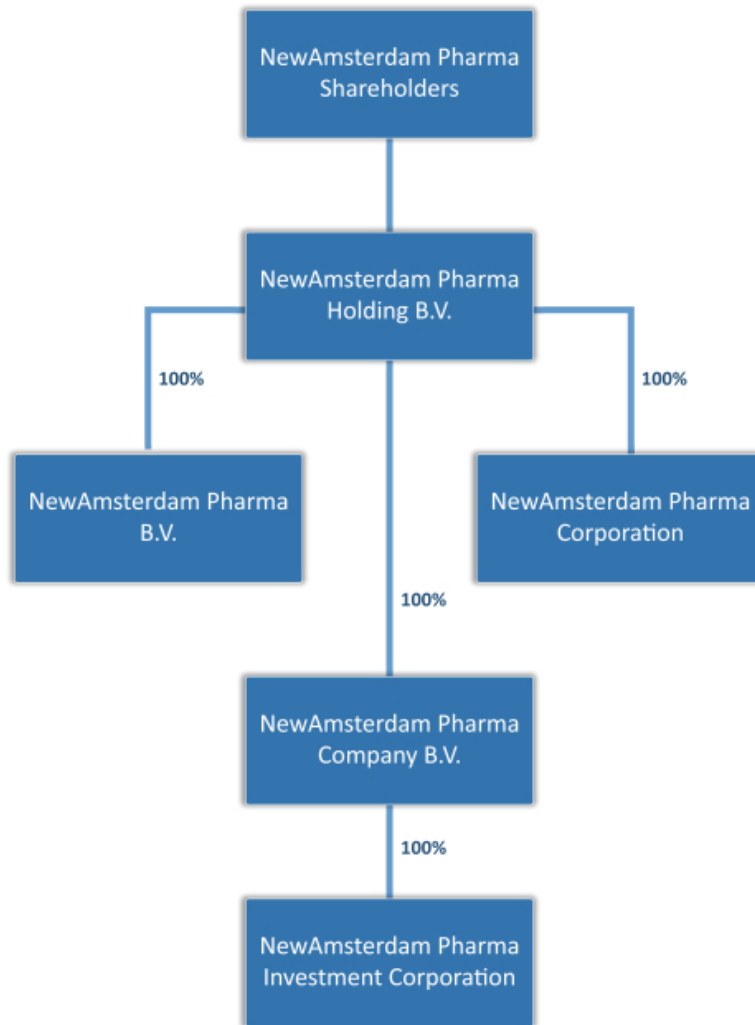 NewAmsterdam Pharma
Shareholders
NewAmsterdam Pharma
Holding B.V.
100%
100%
NewAmsterdam Pharma
B.V.
NewAmsterdam Pharma
Corporation
100%
NewAmsterdam Pharma
Company B.V.
100%
NewAmsterdam Pharma
Investment Corporation